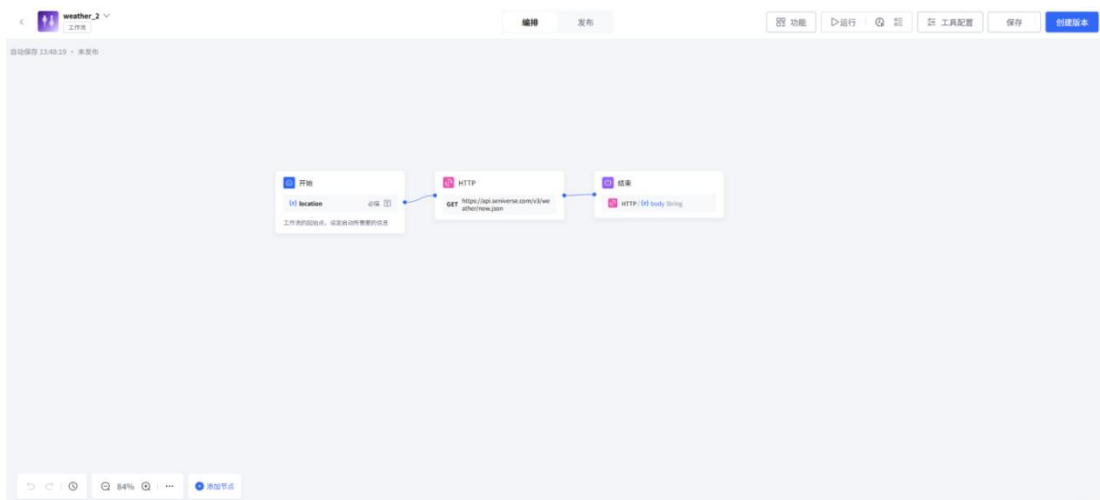 weather_2
工作流
编排
发布
功能
运行
工具配置
保存
创建版本
自动保存 13:48:19 · 未发布
开始
{x} location
必填
工作流的起始点，设定启动所需要的信息
HTTP
GET
https://api.seniverse.com/v3/we
ather/now.json
结束
HTTP / {x} body String
84%
添加节点